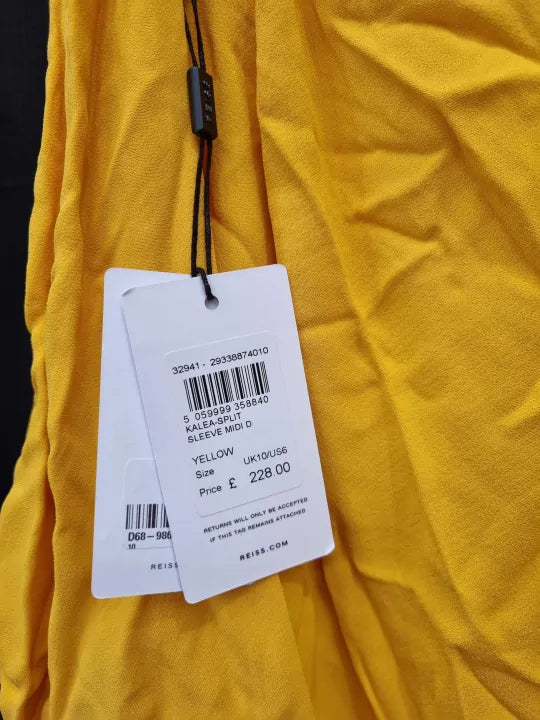 32941 - 29338874010
5 059999 358840
KALEA-SPLIT
SLEEVE MIDI D
YELLOW
Size UK10/US6
Price £ 228.00
RETURNS WILL ONLY BE ACCEPTED
IF THIS TAG REMAINS ATTACHED
REISS.COM
D68-986
10
REISS